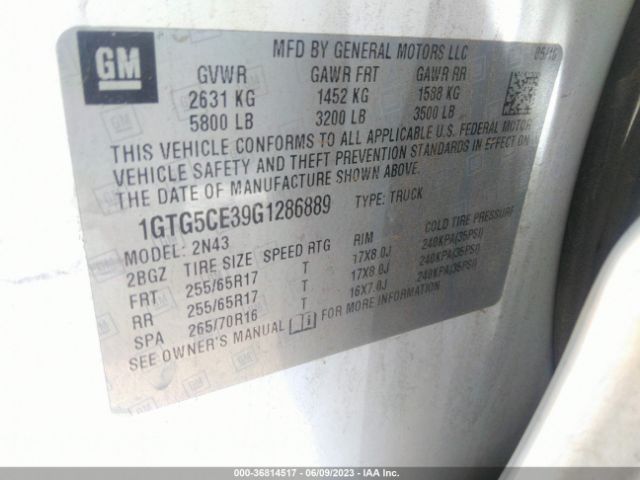 GM
MFD BY GENERAL MOTORS LLC 05/16
GVWR GAWR FRT GAWR RR
2631 KG 1452 KG 1588 KG
5800 LB 3200 LB 3500 LB
THIS VEHICLE CONFORMS TO ALL APPLICABLE U.S. FEDERAL MOTOR
VEHICLE SAFETY AND THEFT PREVENTION STANDARDS IN EFFECT ON
THE DATE OF MANUFACTURE SHOWN ABOVE.
1GTG5CE39G1286889 TYPE: TRUCK
MODEL: 2N43
2BGZ TIRE SIZE SPEED RTG RIM
FRT 255/65R17 T 17X8.0J 240KPA(35PSI)
RR 255/65R17 T 17X8.0J 240KPA(35PSI)
SPA 265/70R16 T 16X7.0J 240KPA(35PSI)
SEE OWNER'S MANUAL FOR MORE INFORMATION
000-36814517 - 06/09/2023 - IAA Inc.